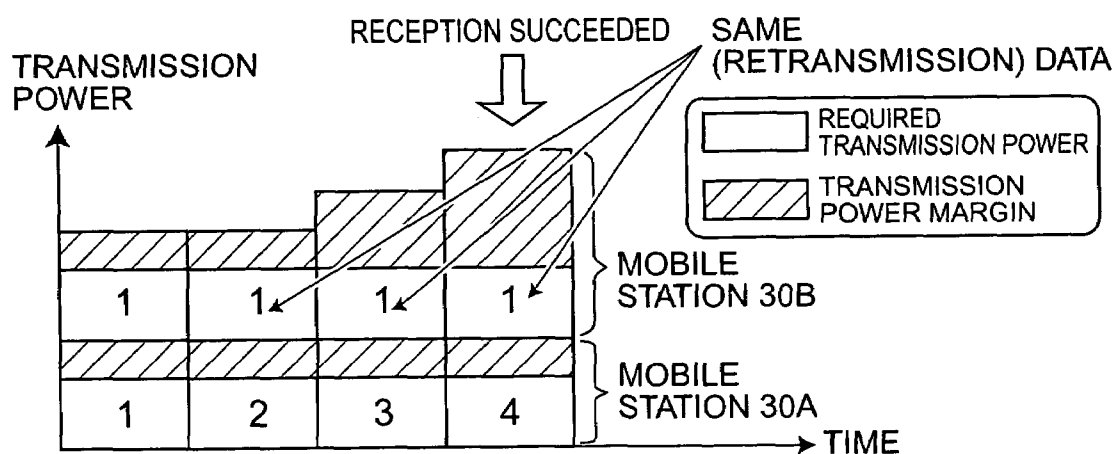 RECEPTION SUCCEEDED
SAME
(RETRANSMISSION) DATA
TRANSMISSION
POWER
REQUIRED
TRANSMISSION POWER
TRANSMISSION
POWER MARGIN
1 1 1 1
MOBILE
STATION 30B
1 2 3 4
MOBILE
STATION 30A
TIME